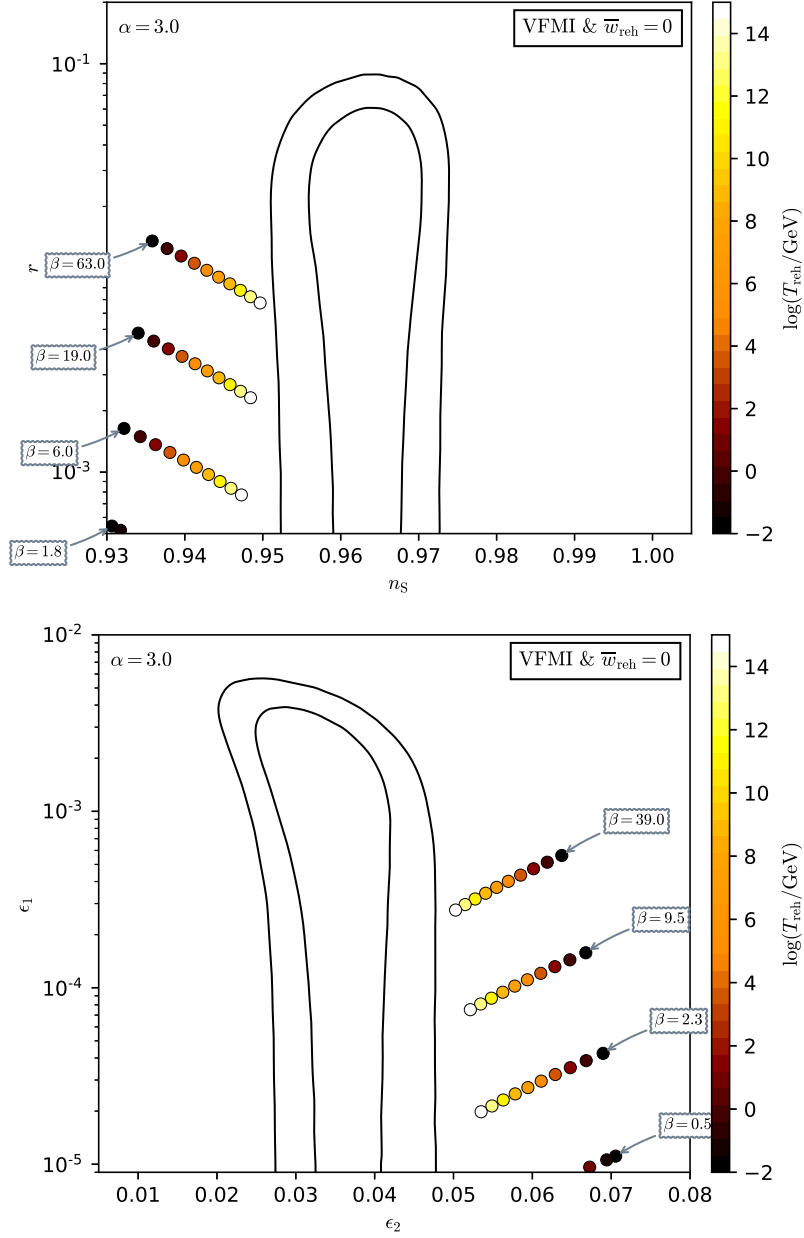 α = 3.0
VFMI & w̅reh = 0
10⁻¹
10⁻³
r
β = 63.0
β = 19.0
β = 6.0
β = 1.8
0.93 0.94 0.95 0.96 0.97 0.98 0.99 1.00
nS
14
12
10
8
6
4
2
0
−2
log(Treh/GeV)
α = 3.0
VFMI & w̅reh = 0
10⁻²
10⁻³
10⁻⁴
10⁻⁵
ϵ1
β = 39.0
β = 9.5
β = 2.3
β = 0.5
0.01 0.02 0.03 0.04 0.05 0.06 0.07 0.08
ϵ2
14
12
10
8
6
4
2
0
−2
log(Treh/GeV)